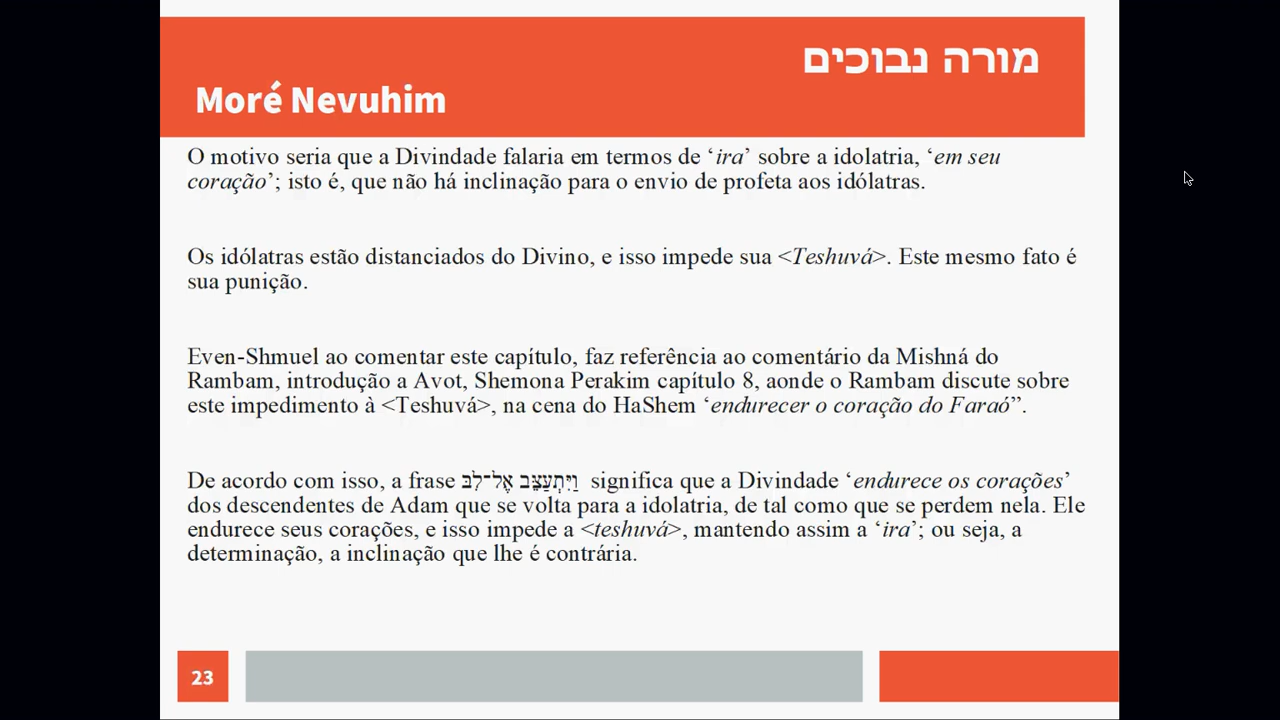 מורה נבוכים
Moré Nevuhim
O motivo seria que a Divindade falaria em termos de ‘ira’ sobre a idolatria, ‘em seu
coração’; isto é, que não há inclinação para o envio de profeta aos idólatras.
Os idólatras estão distanciados do Divino, e isso impede sua <Teshuvá>. Este mesmo fato é
sua punição.
Even-Shmuel ao comentar este capítulo, faz referência ao comentário da Mishná do
Rambam, introdução a Avot, Shemona Perakim capítulo 8, aonde o Rambam discute sobre
este impedimento à <Teshuvá>, na cena do HaShem ‘endurecer o coração do Faraó”.
De acordo com isso, a frase וַיִּתְעַצֵּב אֶל־לִבּ significa que a Divindade ‘endurece os corações’
dos descendentes de Adam que se volta para a idolatria, de tal como que se perdem nela. Ele
endurece seus corações, e isso impede a <teshuvá>, mantendo assim a ‘ira’; ou seja, a
determinação, a inclinação que lhe é contrária.
23